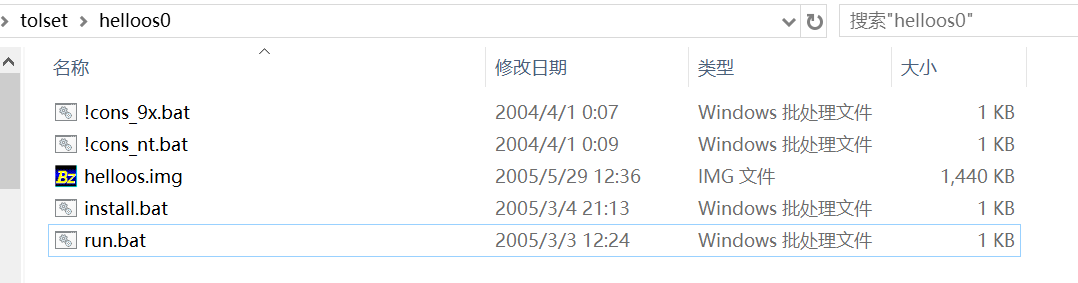 tolset helloos0 搜索"helloos0"
名称 修改日期 类型 大小
!cons_9x.bat 2004/4/1 0:07 Windows 批处理文件 1 KB
!cons_nt.bat 2004/4/1 0:09 Windows 批处理文件 1 KB
Bz helloos.img 2005/5/29 12:36 IMG 文件 1,440 KB
install.bat 2005/3/4 21:13 Windows 批处理文件 1 KB
run.bat 2005/3/3 12:24 Windows 批处理文件 1 KB